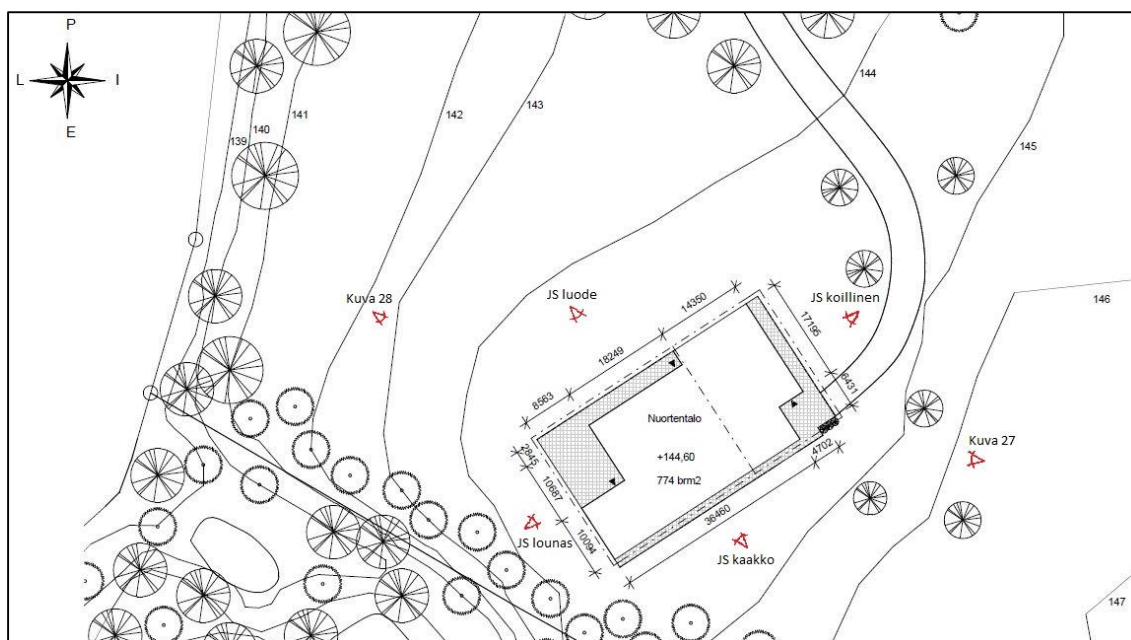 P
L I
E
139
140
141
142
143
144
145
146
147
Kuva 28
JS luode
JS koillinen
14350
17195
18249
6431
8563
Nuortentalo
+144,60
774 brm2
2845
10687
10094
4702
36460
Kuva 27
JS lounas
JS kaakko